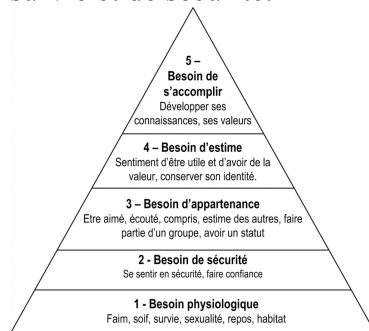 5 –
Besoin de
s'accomplir
Développer ses
connaissances, ses valeurs
4 – Besoin d'estime
Sentiment d'être utile et d'avoir de la
valeur, conserver son identité.
3 – Besoin d'appartenance
Etre aimé, écouté, compris, estime des autres, faire
partie d'un groupe, avoir un statut
2 - Besoin de sécurité
Se sentir en sécurité, faire confiance
1 - Besoin physiologique
Faim, soif, survie, sexualité, repos, habitat